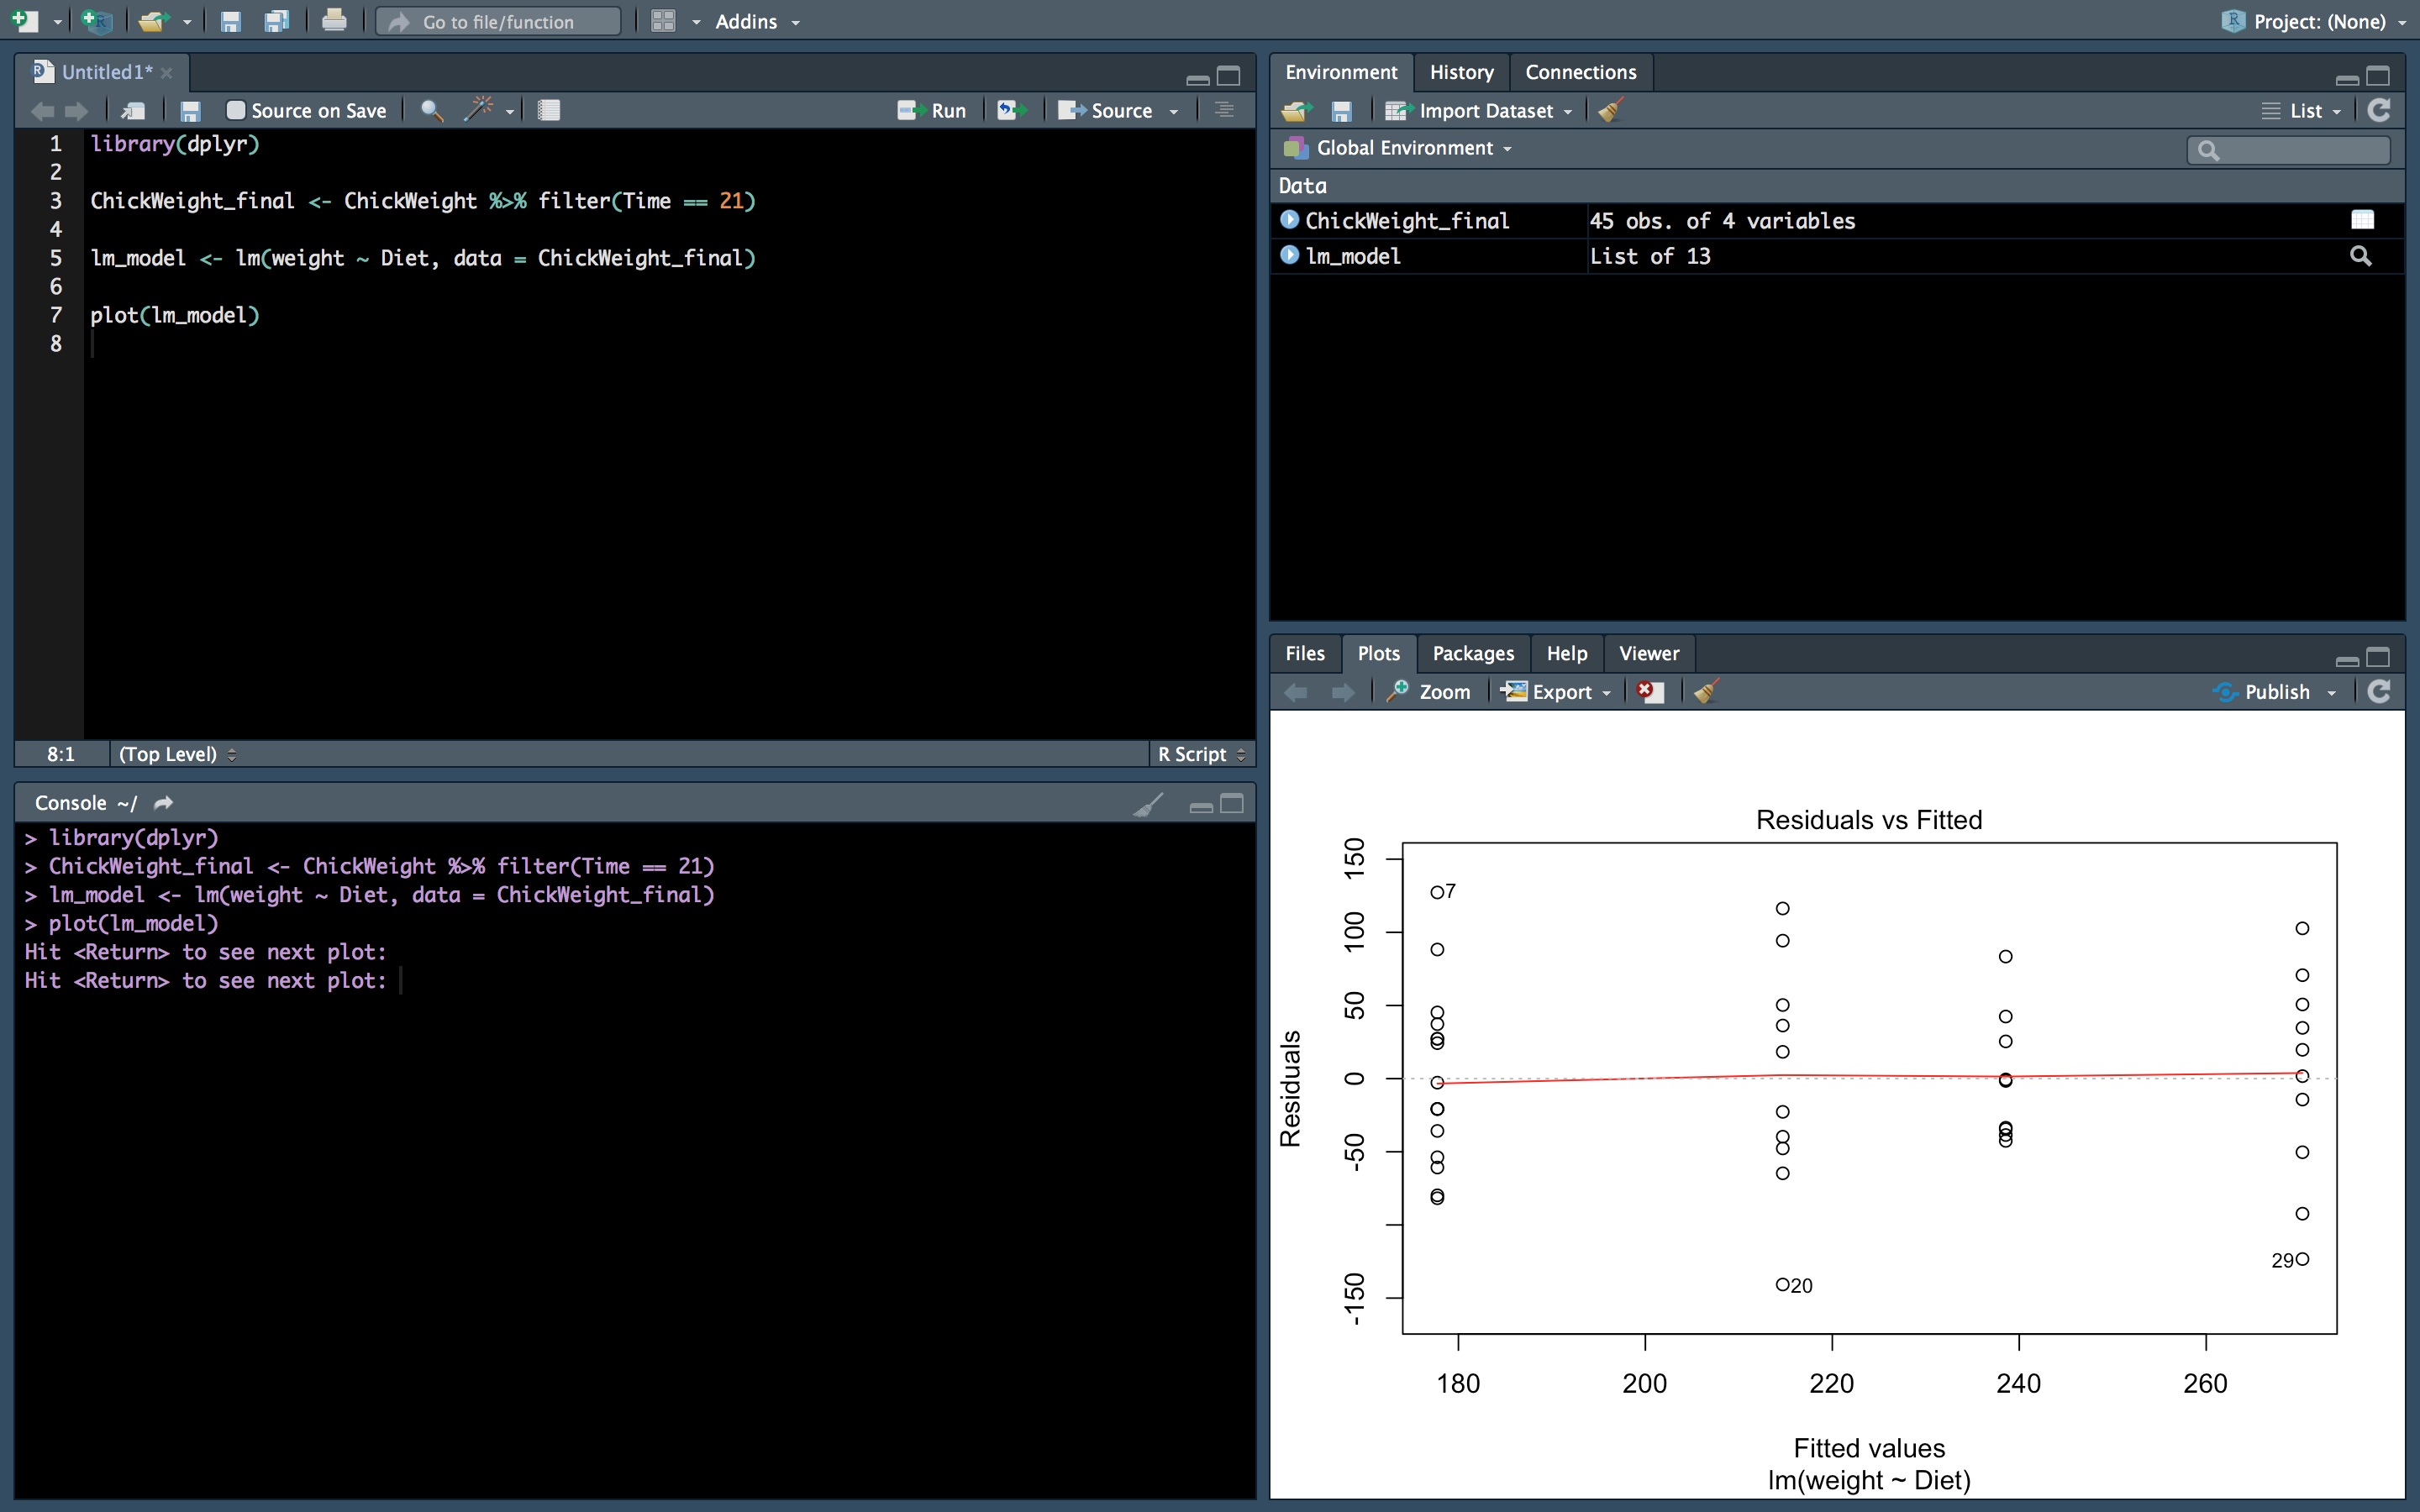 Go to file/function
Addins
Project: (None)
Untitled1*
Source on Save
Run
Source
1 library(dplyr)
2
3 ChickWeight_final <- ChickWeight %>% filter(Time == 21)
4
5 lm_model <- lm(weight ~ Diet, data = ChickWeight_final)
6
7 plot(lm_model)
8
8:1 (Top Level) R Script
Console ~/
> library(dplyr)
> ChickWeight_final <- ChickWeight %>% filter(Time == 21)
> lm_model <- lm(weight ~ Diet, data = ChickWeight_final)
> plot(lm_model)
Hit <Return> to see next plot:
Hit <Return> to see next plot:
Environment History Connections
Import Dataset List
Global Environment
Data
ChickWeight_final 45 obs. of 4 variables
lm_model List of 13
Files Plots Packages Help Viewer
Zoom Export Publish
Residuals vs Fitted
150
100
50
0
-50
-150
Residuals
7
20
29
180 200 220 240 260
Fitted values
lm(weight ~ Diet)